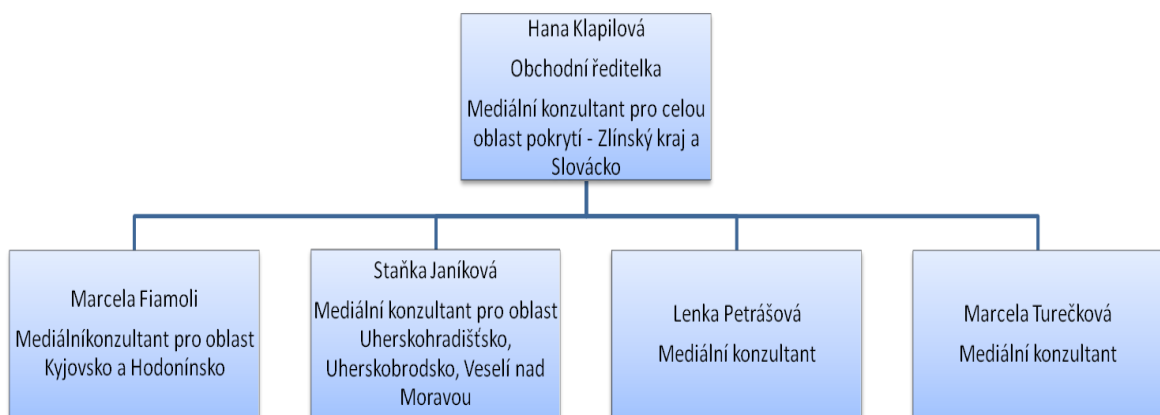 Hana Klapilová
Obchodní ředitelka
Mediální konzultant pro celou
oblast pokrytí - Zlínský kraj a
Slovácko
Marcela Fiamoli
Mediálníkonzultant pro oblast
Kyjovsko a Hodonínsko
Staňka Janíková
Mediální konzultant pro oblast
Uherskohradišťsko,
Uherskobrodsko, Veselí nad
Moravou
Lenka Petrášová
Mediální konzultant
Marcela Turečková
Mediální konzultant